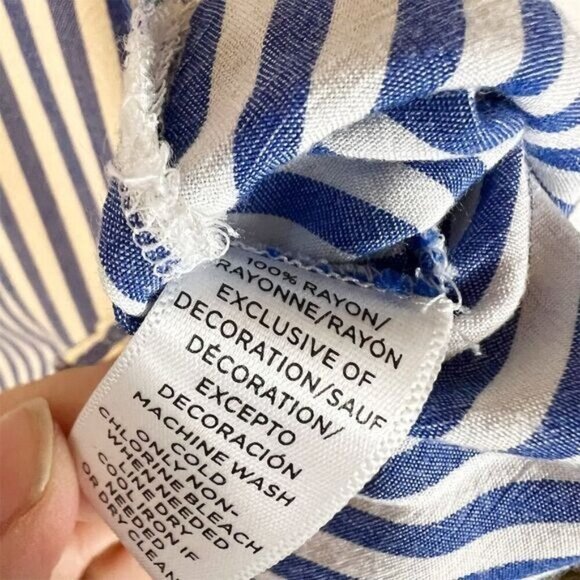 100% RAYON/
RAYONNE/RAYÓN
EXCLUSIVE OF
DECORATION/SAUF
DÉCORATION/
EXCEPTO
DECORACIÓN
MACHINE WASH
COLD
ONLY NON-
CHLORINE BLEACH
WHEN NEEDED
LINE DRY
COOL IRON
IF NEEDED
OR DRY CLEAN